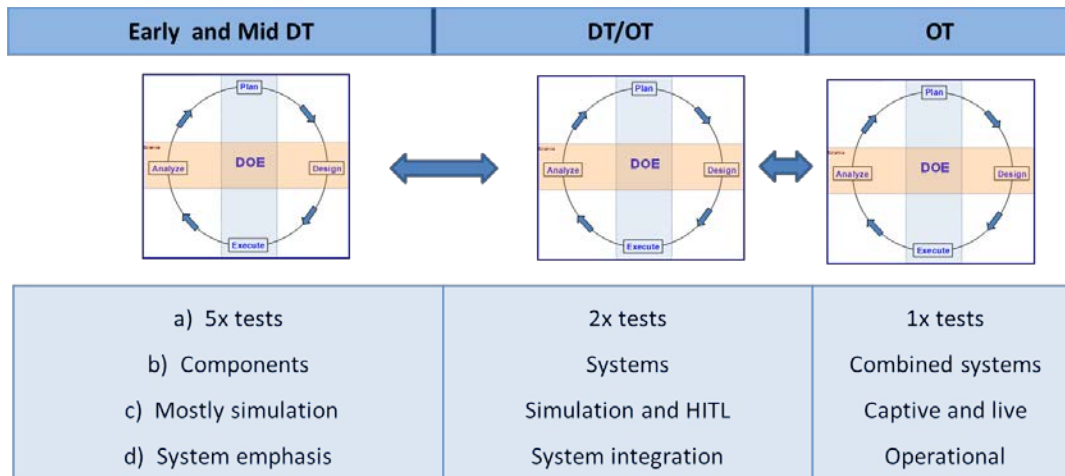 Early and Mid DT
DT/OT
OT
Plan
Analyze
DOE
Design
Execute
Plan
Analyze
DOE
Design
Execute
Plan
Analyze
DOE
Design
Execute
a) 5x tests
2x tests
1x tests
b) Components
Systems
Combined systems
c) Mostly simulation
Simulation and HITL
Captive and live
d) System emphasis
System integration
Operational